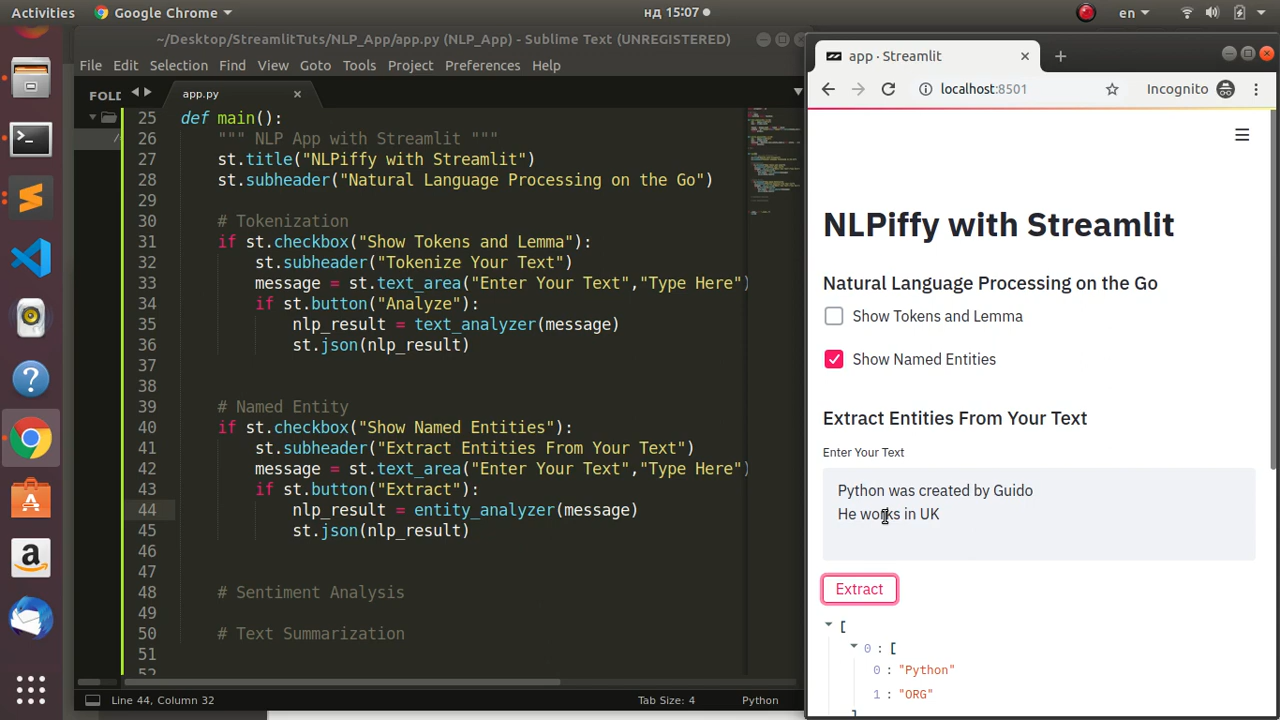 Activities
Google Chrome
нд 15:07
en
~/Desktop/StreamlitTuts/NLP_App/app.py (NLP_App) - Sublime Text (UNREGISTERED)
File Edit Selection Find View Goto Tools Project Preferences Help
FOLD
app.py
25 def main():
26 """ NLP App with Streamlit """
27 st.title("NLPiffy with Streamlit")
28 st.subheader("Natural Language Processing on the Go")
29
30 # Tokenization
31 if st.checkbox("Show Tokens and Lemma"):
32 st.subheader("Tokenize Your Text")
33 message = st.text_area("Enter Your Text","Type Here")
34 if st.button("Analyze"):
35 nlp_result = text_analyzer(message)
36 st.json(nlp_result)
37
38
39 # Named Entity
40 if st.checkbox("Show Named Entities"):
41 st.subheader("Extract Entities From Your Text")
42 message = st.text_area("Enter Your Text","Type Here")
43 if st.button("Extract"):
44 nlp_result = entity_analyzer(message)
45 st.json(nlp_result)
46
47
48 # Sentiment Analysis
49
50 # Text Summarization
51
52
Line 44, Column 32
Tab Size: 4
Python
app · Streamlit
localhost:8501
Incognito
NLPiffy with Streamlit
Natural Language Processing on the Go
Show Tokens and Lemma
Show Named Entities
Extract Entities From Your Text
Enter Your Text
Python was created by Guido
He works in UK
Extract
[
0 : [
0 : "Python"
1 : "ORG"
]